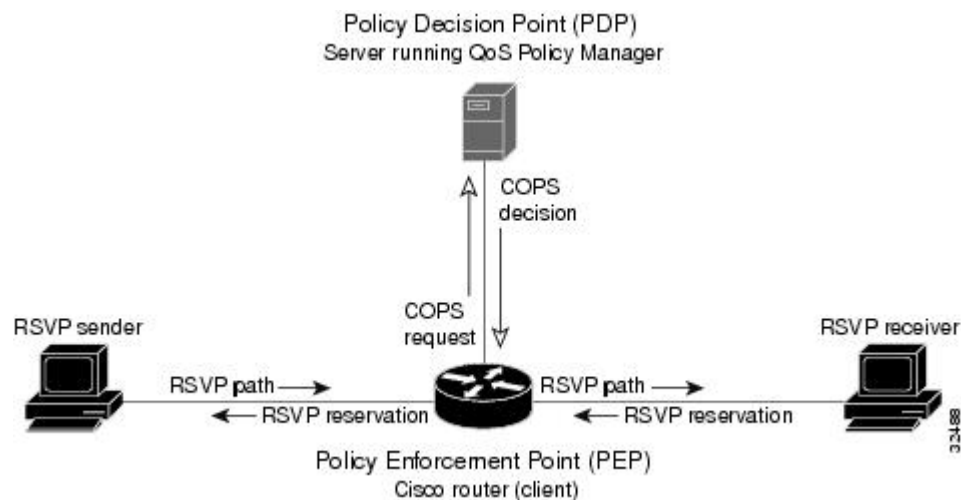 Policy Decision Point (PDP)
Server running QoS Policy Manager
COPS
decision
COPS
request
RSVP sender
RSVP receiver
RSVP path
RSVP path
RSVP reservation
RSVP reservation
32488
Policy Enforcement Point (PEP)
Cisco router (client)